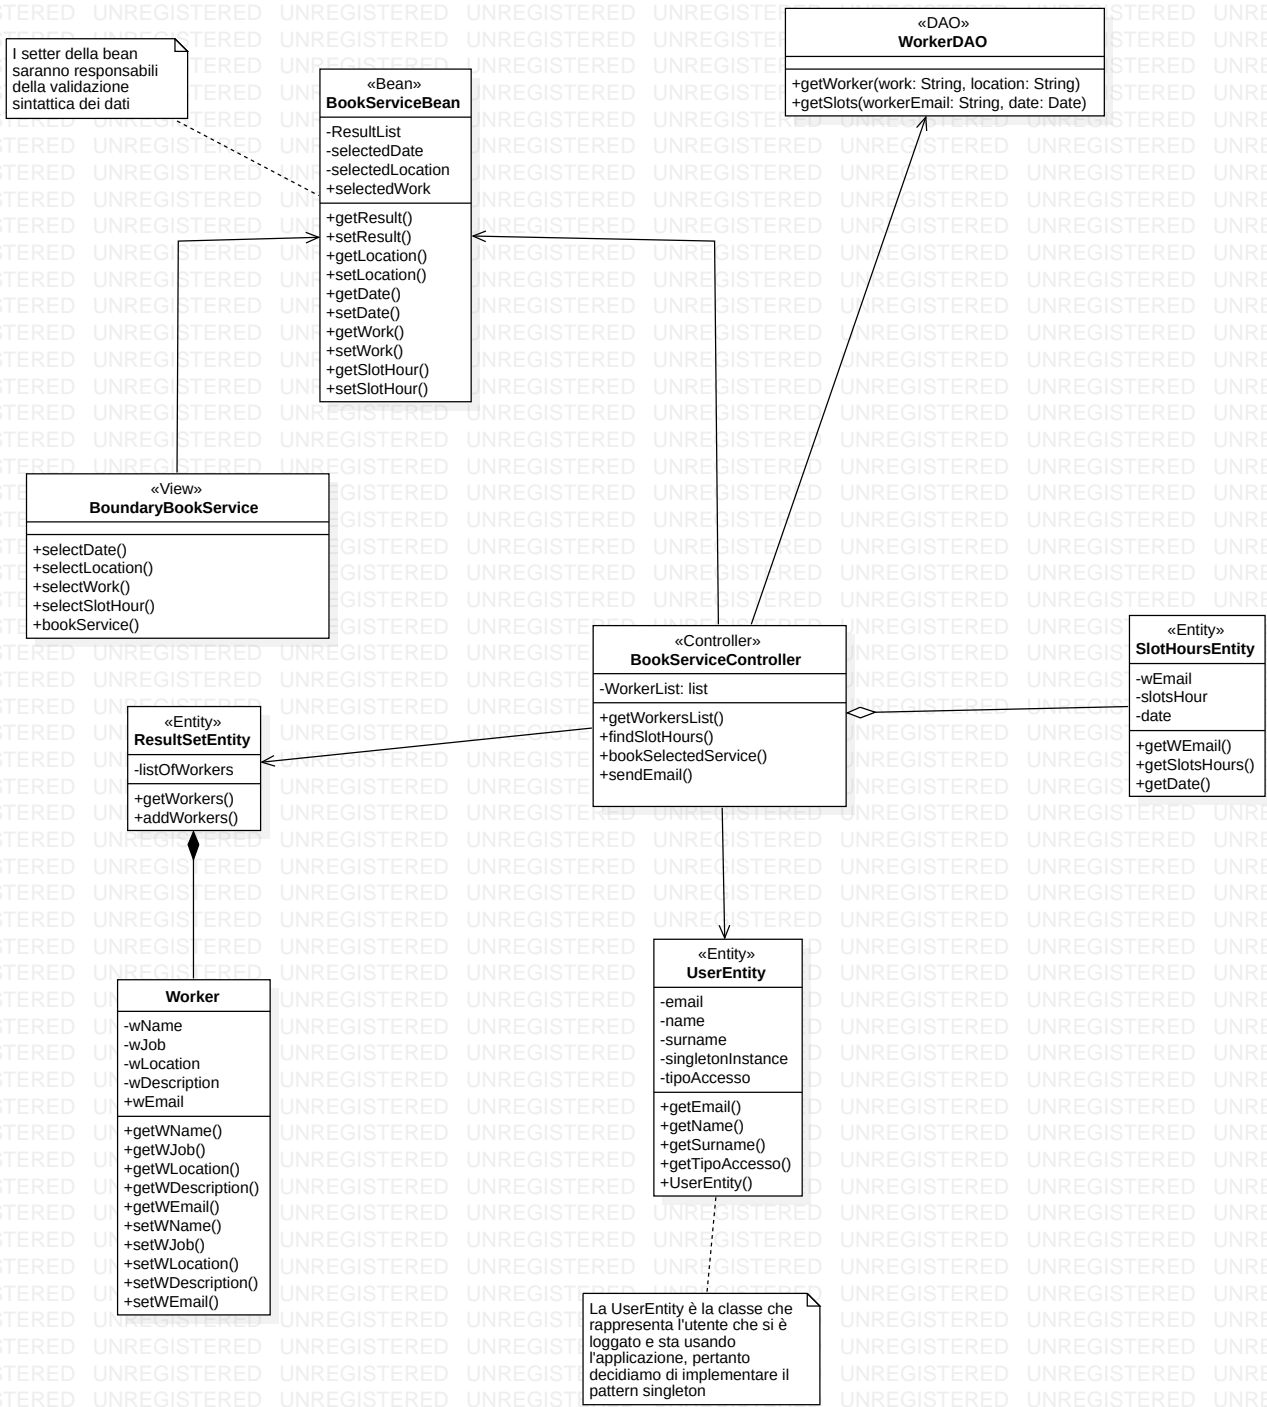 I setter della bean
saranno responsabili
della validazione
sintattica dei dati
«Bean»
BookServiceBean
-ResultList
-selectedDate
-selectedLocation
+selectedWork
+getResult()
+setResult()
+getLocation()
+setLocation()
+getDate()
+setDate()
+getWork()
+setWork()
+getSlotHour()
+setSlotHour()
«DAO»
WorkerDAO
+getWorker(work: String, location: String)
+getSlots(workerEmail: String, date: Date)
«View»
BoundaryBookService
+selectDate()
+selectLocation()
+selectWork()
+selectSlotHour()
+bookService()
«Controller»
BookServiceController
-WorkerList: list
+getWorkersList()
+findSlotHours()
+bookSelectedService()
+sendEmail()
«Entity»
SlotHoursEntity
-wEmail
-slotsHour
-date
+getWEmail()
+getSlotsHours()
+getDate()
«Entity»
ResultSetEntity
-listOfWorkers
+getWorkers()
+addWorkers()
Worker
-wName
-wJob
-wLocation
-wDescription
+wEmail
+getWName()
+getWJob()
+getWLocation()
+getWDescription()
+getWEmail()
+setWName()
+setWJob()
+setWLocation()
+setWDescription()
+setWEmail()
«Entity»
UserEntity
-email
-name
-surname
-singletonInstance
-tipoAccesso
+getEmail()
+getName()
+getSurname()
+getTipoAccesso()
+UserEntity()
La UserEntity è la classe che
rappresenta l'utente che si è
loggato e sta usando
l'applicazione, pertanto
decidiamo di implementare il
pattern singleton
UNREGISTERED